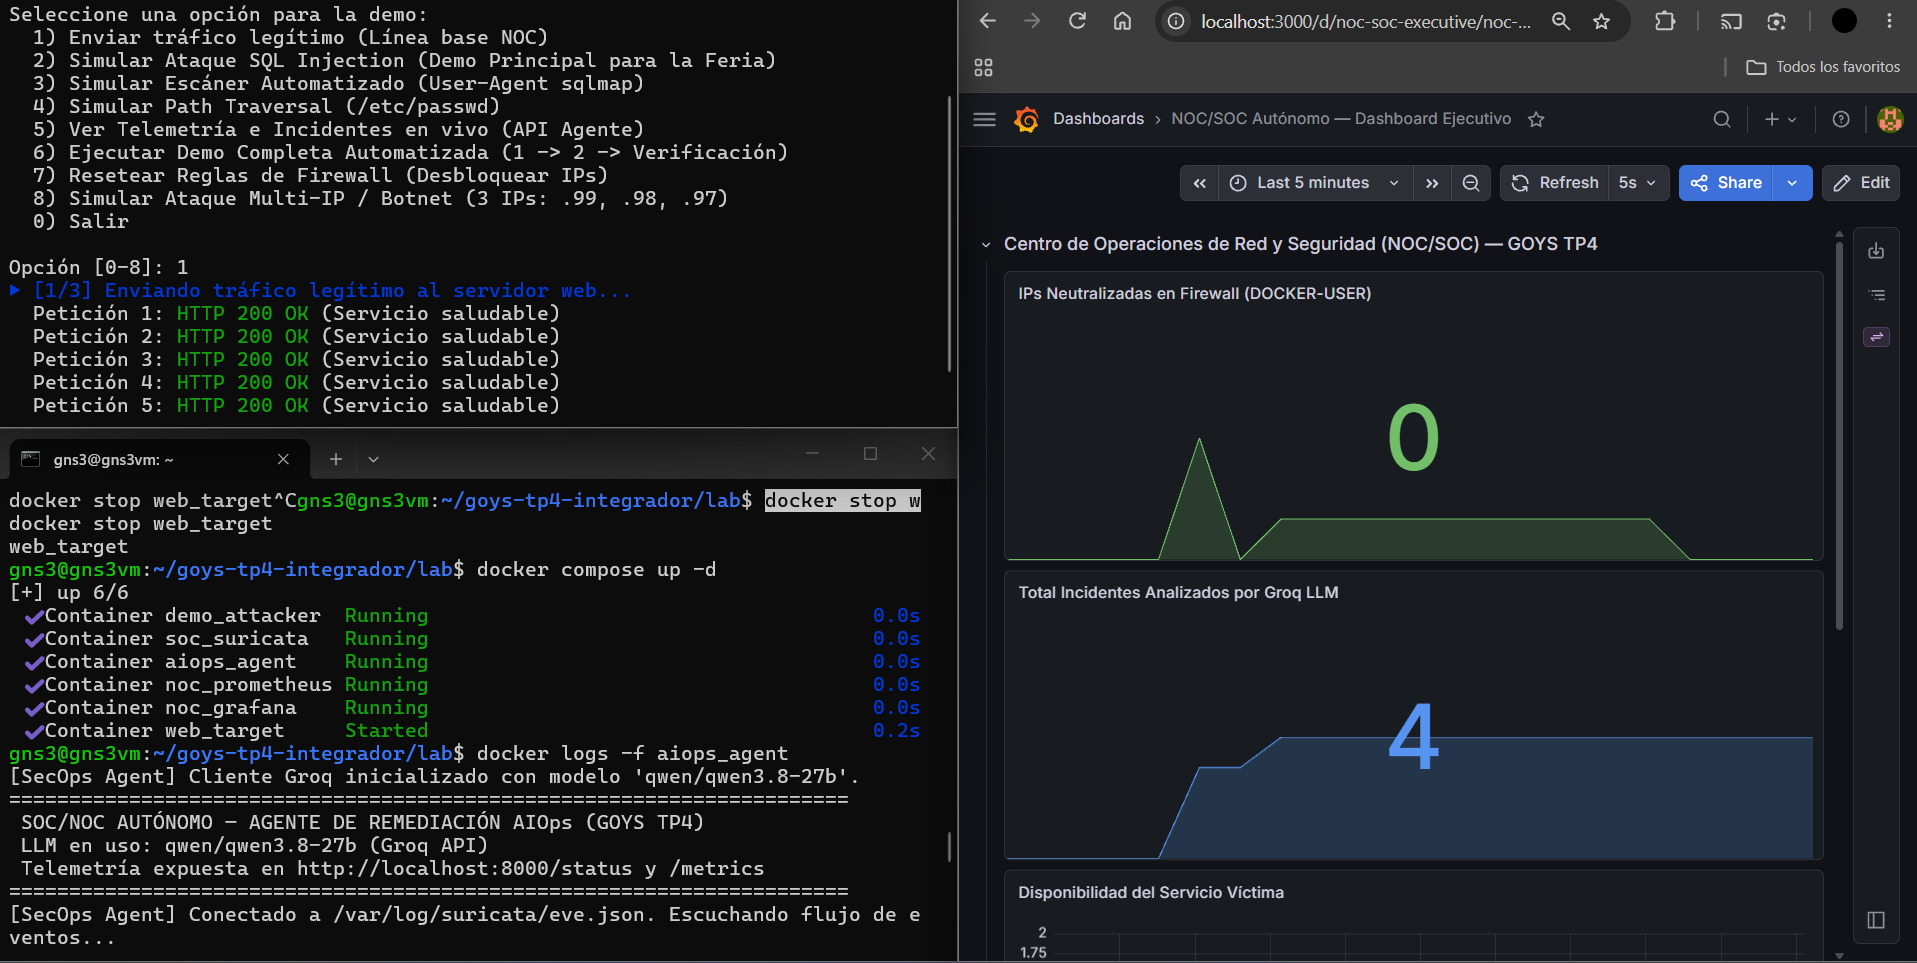 Seleccione una opción para la demo:
1) Enviar tráfico legítimo (Línea base NOC)
2) Simular Ataque SQL Injection (Demo Principal para la Feria)
3) Simular Escáner Automatizado (User-Agent sqlmap)
4) Simular Path Traversal (/etc/passwd)
5) Ver Telemetría e Incidentes en vivo (API Agente)
6) Ejecutar Demo Completa Automatizada (1 -> 2 -> Verificación)
7) Resetear Reglas de Firewall (Desbloquear IPs)
8) Simular Ataque Multi-IP / Botnet (3 IPs: .99, .98, .97)
0) Salir
Opción [0-8]: 1
▶ [1/3] Enviando tráfico legítimo al servidor web...
Petición 1: HTTP 200 OK (Servicio saludable)
Petición 2: HTTP 200 OK (Servicio saludable)
Petición 3: HTTP 200 OK (Servicio saludable)
Petición 4: HTTP 200 OK (Servicio saludable)
Petición 5: HTTP 200 OK (Servicio saludable)
gns3@gns3vm: ~
docker stop web_target^Cgns3@gns3vm:~/goys-tp4-integrador/lab$ docker stop w
docker stop web_target
web_target
gns3@gns3vm:~/goys-tp4-integrador/lab$ docker compose up -d
[+] up 6/6
✔Container demo_attacker Running 0.0s
✔Container soc_suricata Running 0.0s
✔Container aiops_agent Running 0.0s
✔Container noc_prometheus Running 0.0s
✔Container noc_grafana Running 0.0s
✔Container web_target Started 0.2s
gns3@gns3vm:~/goys-tp4-integrador/lab$ docker logs -f aiops_agent
[SecOps Agent] Cliente Groq inicializado con modelo 'qwen/qwen3.8-27b'.
======================================================================
SOC/NOC AUTÓNOMO — AGENTE DE REMEDIACIÓN AIOps (GOYS TP4)
LLM en uso: qwen/qwen3.8-27b (Groq API)
Telemetría expuesta en http://localhost:8000/status y /metrics
======================================================================
[SecOps Agent] Conectado a /var/log/suricata/eve.json. Escuchando flujo de e
ventos...
localhost:3000/d/noc-soc-executive/noc-...
Todos los favoritos
Dashboards › NOC/SOC Autónomo — Dashboard Ejecutivo
Last 5 minutes Refresh 5s Share Edit
Centro de Operaciones de Red y Seguridad (NOC/SOC) — GOYS TP4
IPs Neutralizadas en Firewall (DOCKER-USER)
0
Total Incidentes Analizados por Groq LLM
4
Disponibilidad del Servicio Víctima
2
1.75